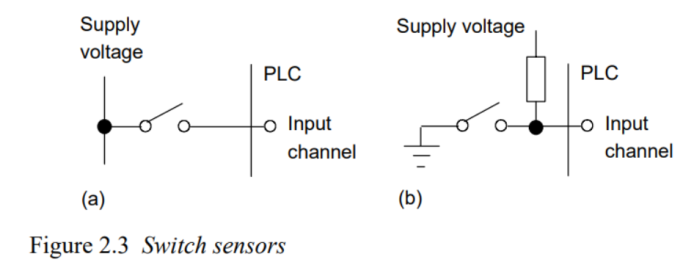 Supply
voltage
PLC
Input
channel
(a)
Supply voltage
PLC
Input
channel
(b)
Figure 2.3 Switch sensors